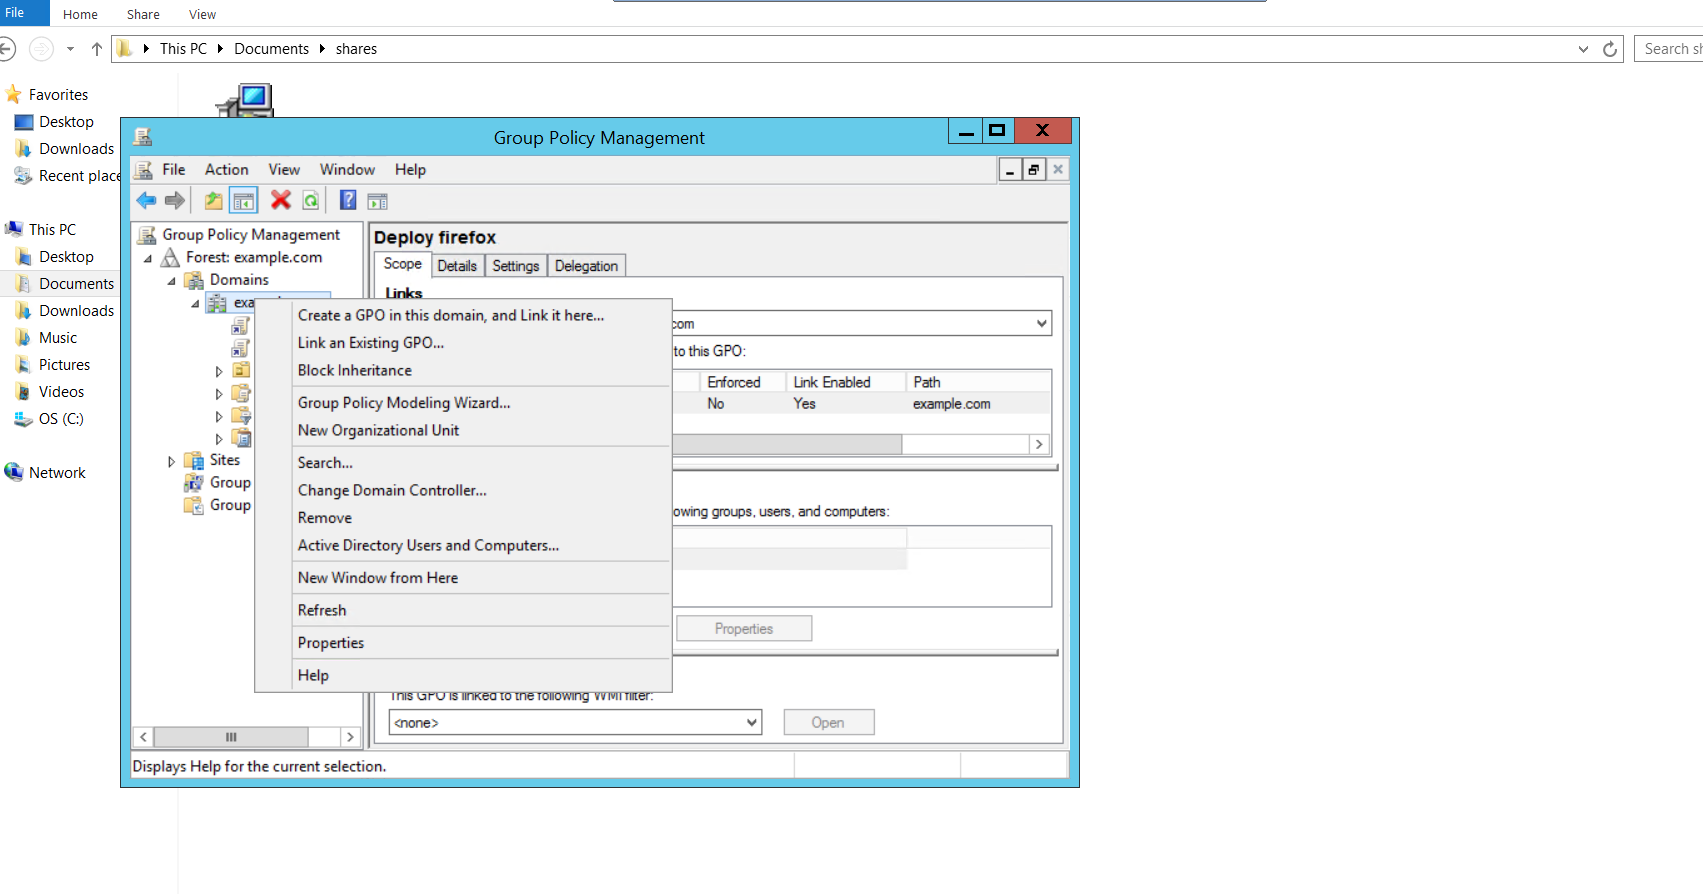 File
Home
Share
View
This PC
Documents
shares
Favorites
Desktop
Downloads
Recent place
This PC
Desktop
Documents
Downloads
Music
Pictures
Videos
OS (C:)
Network
Group Policy Management
File
Action
View
Window
Help
Group Policy Management
Forest: example.com
Domains
Sites
Group
Group
Deploy firefox
Scope
Details
Settings
Delegation
Links
com
to this GPO:
Enforced
Link Enabled
Path
No
Yes
example.com
owing groups, users, and computers:
Properties
This GPO is linked to the following WMI filter:
<none>
Open
Create a GPO in this domain, and Link it here...
Link an Existing GPO...
Block Inheritance
Group Policy Modeling Wizard...
New Organizational Unit
Search...
Change Domain Controller...
Remove
Active Directory Users and Computers...
New Window from Here
Refresh
Properties
Help
Displays Help for the current selection.